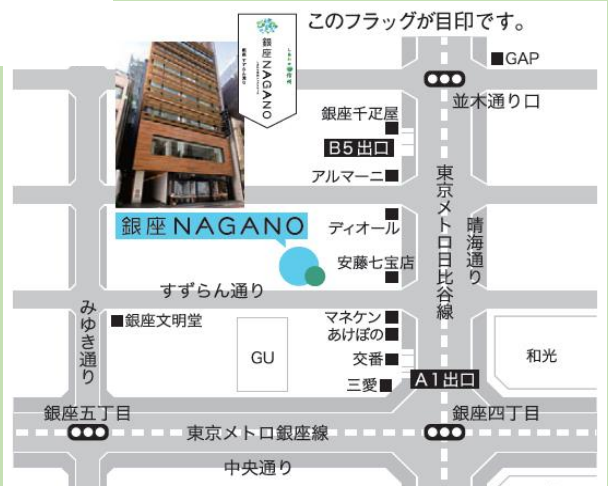 このフラッグが目印です。
銀座NAGANO
GAP
並木通り口
銀座千疋屋
B5出口
アルマーニ
東京メトロ日比谷線
晴海通り
銀座NAGANO
ディオール
安藤七宝店
すずらん通り
みゆき通り
銀座文明堂
マネケン
あけぼの
GU
交番
和光
三愛
A1出口
銀座五丁目
銀座四丁目
東京メトロ銀座線
中央通り